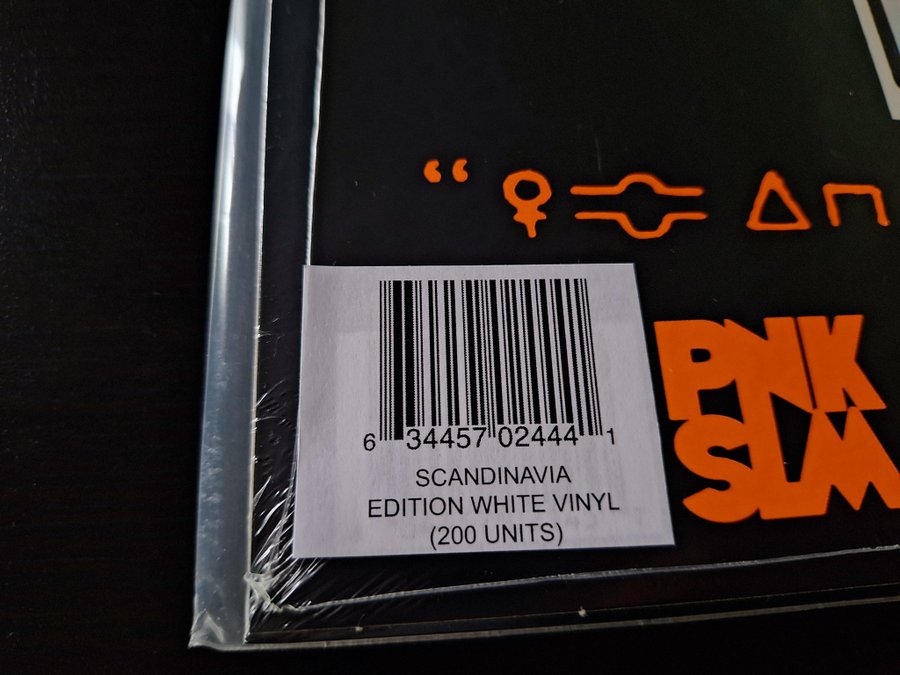 “
6 34457 02444 1
PNK
SLM
SCANDINAVIA
EDITION WHITE VINYL
(200 UNITS)